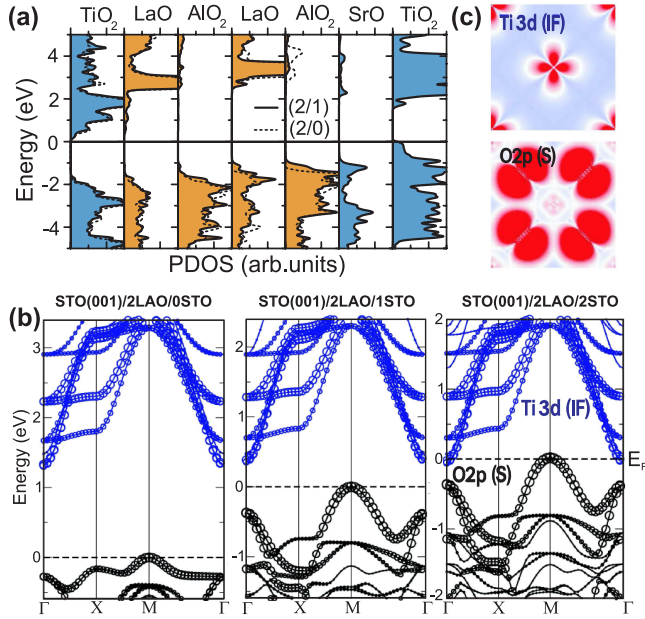 (a)
TiO2 LaO AlO2 LaO AlO2 SrO TiO2
Energy (eV)
4
2
0
-2
-4
(2/1)
(2/0)
PDOS (arb.units)
(c)
Ti 3d (IF)
O2p (S)
(b)
STO(001)/2LAO/0STO STO(001)/2LAO/1STO STO(001)/2LAO/2STO
Energy (eV)
3
2
1
0
Γ X M Γ
2
1
0
-1
Γ X M Γ
2
1
0
-1
-2
Γ X M Γ
Ti 3d (IF)
O2p (S)
EF